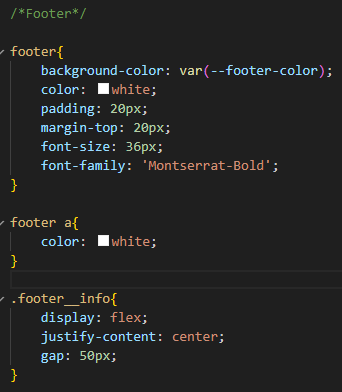 /*Footer*/
footer{
background-color: var(--footer-color);
color: white;
padding: 20px;
margin-top: 20px;
font-size: 36px;
font-family: 'Montserrat-Bold';
}
footer a{
color: white;
}
.footer__info{
display: flex;
justify-content: center;
gap: 50px;
}